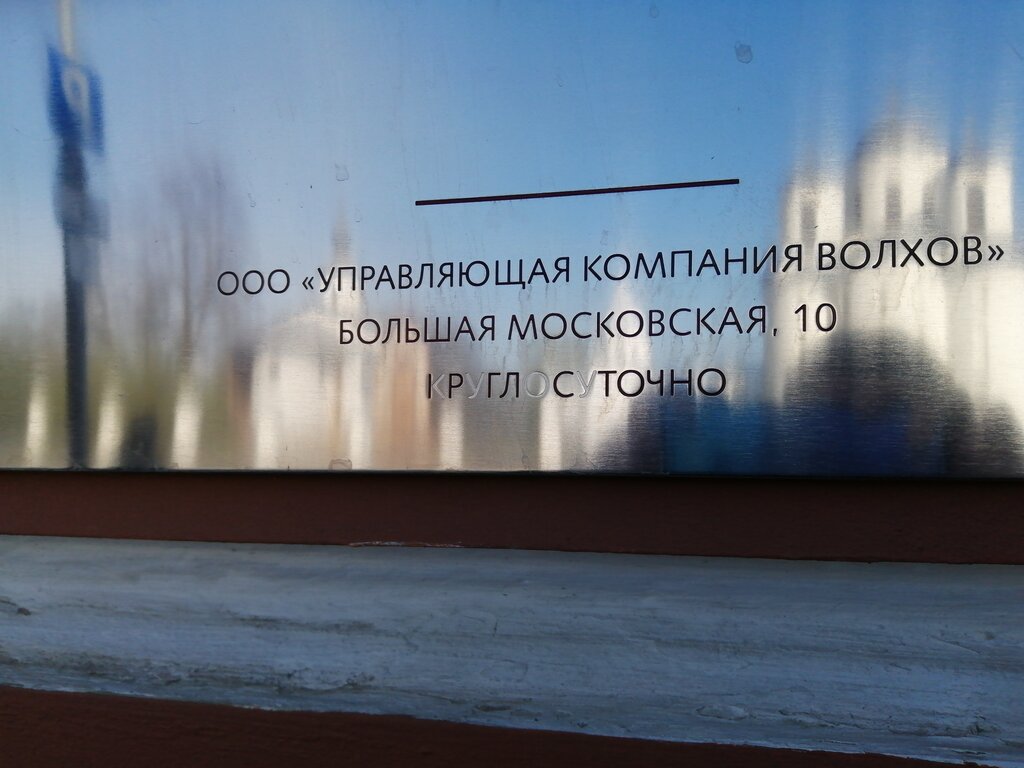 ООО «УПРАВЛЯЮЩАЯ КОМПАНИЯ ВОЛХОВ»
БОЛЬШАЯ МОСКОВСКАЯ, 10
КРУГЛОСУТОЧНО